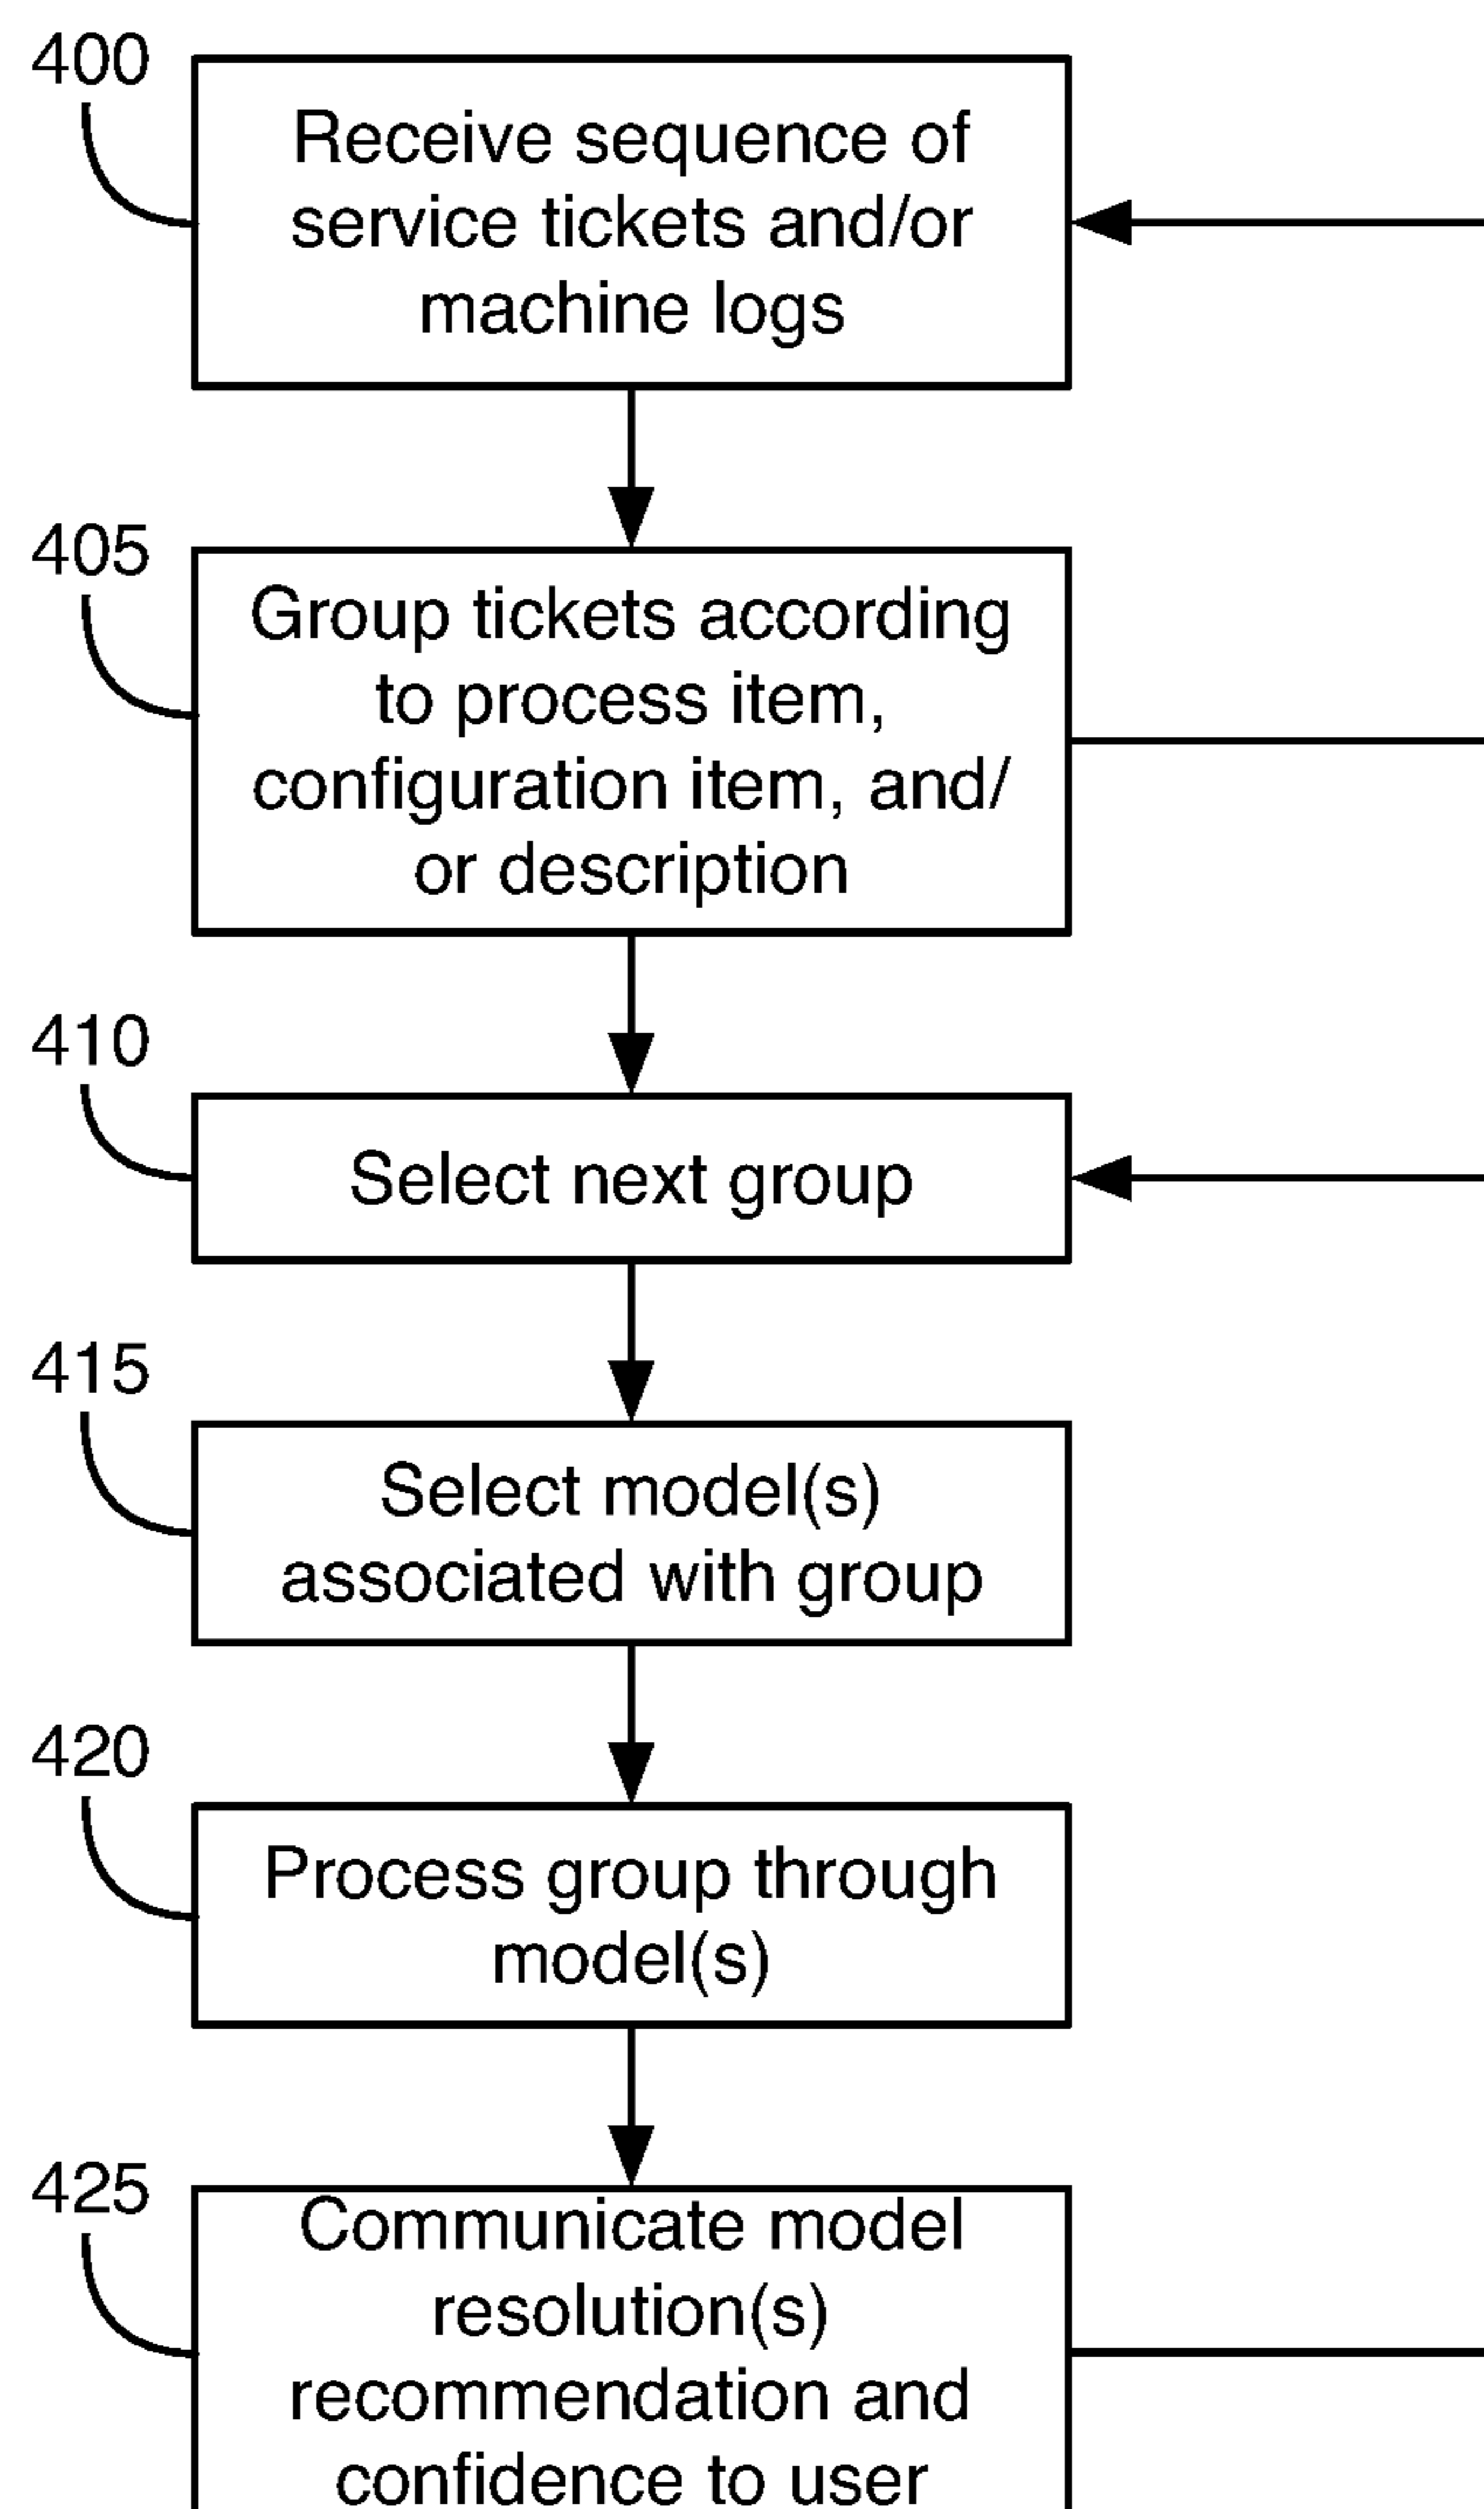 400
Receive sequence of
service tickets and/or
machine logs
405
Group tickets according
to process item,
configuration item, and/
or description
410
Select next group
415
Select model(s)
associated with group
420
Process group through
model(s)
425
Communicate model
resolution(s)
recommendation and
confidence to user